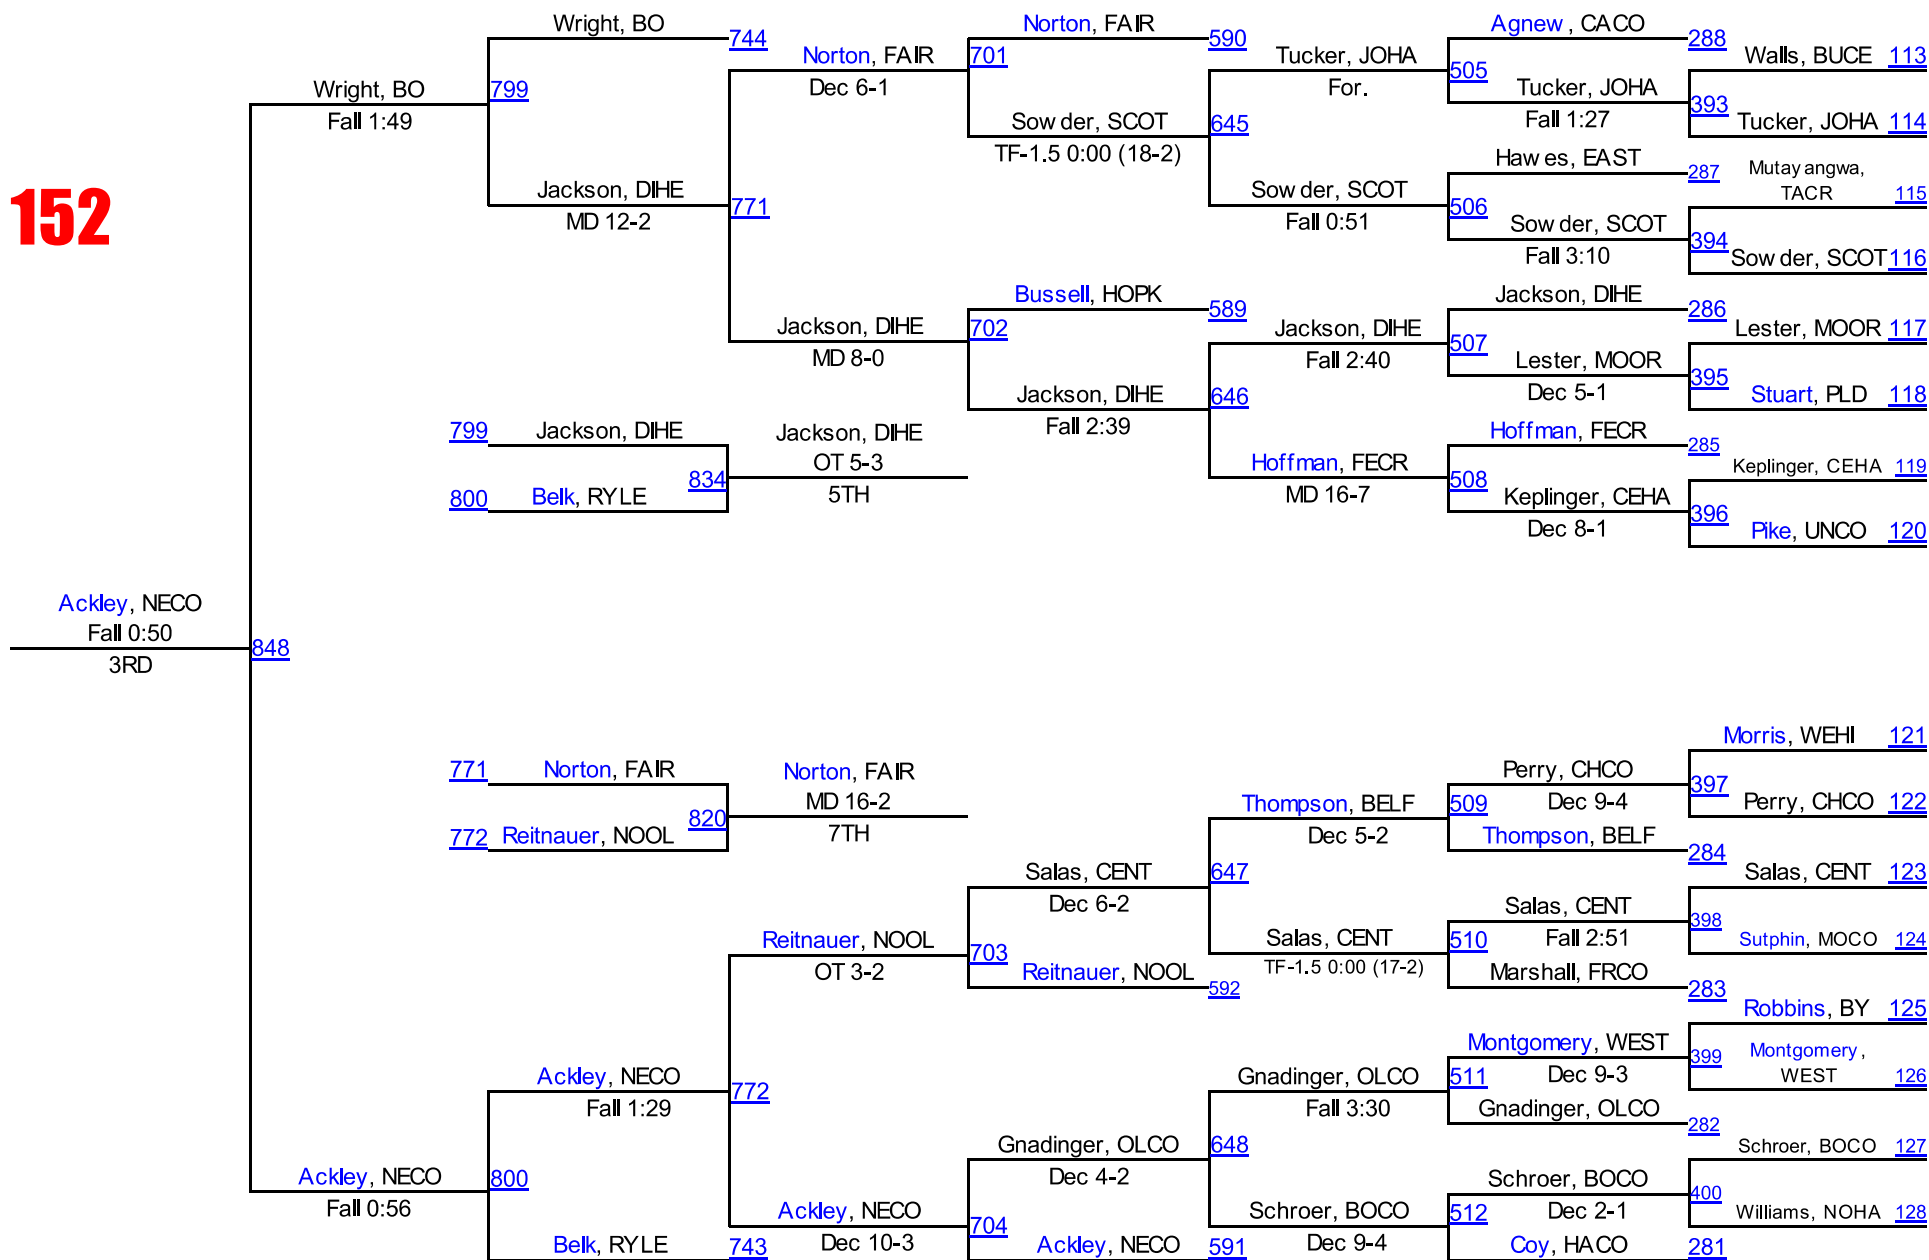 Wright, BO
744
Norton, FAIR
590
Agnew, CACO
288
Walls, BUCE 113
Norton, FAIR
701
Tucker, JOHA
505
Dec 6-1
For.
Tucker, JOHA
393
Wright, BO
799
Fall 1:49
Fall 1:27
Tucker, JOHA 114
Sowder, SCOT
645
TF-1.5 0:00 (18-2)
Hawes, EAST
287
Mutayangwa,
TACR 115
152
Jackson, DIHE
771
MD 12-2
Sowder, SCOT
506
Fall 0:51
Sowder, SCOT
394
Fall 3:10
Sowder, SCOT 116
Bussell, HOPK
589
Jackson, DIHE
286
Jackson, DIHE
702
MD 8-0
Jackson, DIHE
507
Fall 2:40
Lester, MOOR 117
Lester, MOOR
395
Dec 5-1
Jackson, DIHE
646
Fall 2:39
Stuart, PLD 118
799 Jackson, DIHE
Jackson, DIHE
OT 5-3
5TH
834
800 Belk, RYLE
Hoffman, FECR
285
Hoffman, FECR
508
MD 16-7
Keplinger, CEHA 119
Keplinger, CEHA
396
Dec 8-1
Pike, UNCO 120
Ackley, NECO
Fall 0:50
3RD
848
Morris, WEHI 121
771 Norton, FAIR
Norton, FAIR
MD 16-2
7TH
820
772 Reitnauer, NOOL
Perry, CHCO
397
Dec 9-4
Perry, CHCO 122
Thompson, BELF
509
Dec 5-2
Thompson, BELF
284
Salas, CENT
647
Dec 6-2
Salas, CENT 123
Salas, CENT
398
Fall 2:51
Sutphin, MOCO 124
Reitnauer, NOOL
703
OT 3-2
Salas, CENT
510
TF-1.5 0:00 (17-2)
Marshall, FRCO
283
Reitnauer, NOOL
592
Robbins, BY 125
Montgomery, WEST
399
Dec 9-3
Montgomery,
WEST 126
Ackley, NECO
772
Fall 1:29
Gnadinger, OLCO
511
Fall 3:30
Gnadinger, OLCO
282
Gnadinger, OLCO
648
Dec 4-2
Schroer, BOCO 127
Ackley, NECO
800
Fall 0:56
Schroer, BOCO
400
Dec 2-1
Williams, NOHA 128
Ackley, NECO
704
Dec 10-3
Schroer, BOCO
512
Dec 9-4
Belk, RYLE
743
Ackley, NECO
591
Coy, HACO
281